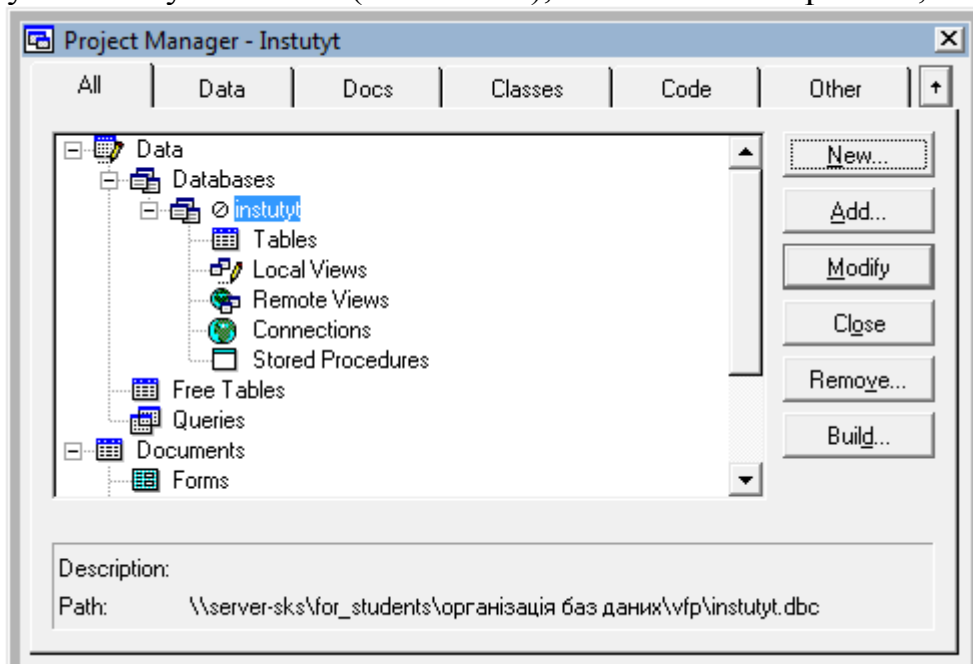 Project Manager - Instutyt
All Data Docs Classes Code Other
Data
Databases
instutyt
Tables
Local Views
Remote Views
Connections
Stored Procedures
Free Tables
Queries
Documents
Forms
New...
Add...
Modify
Close
Remove...
Build...
Description:
Path: \\server-sks\for_students\організація баз даних\vfp\instutyt.dbc